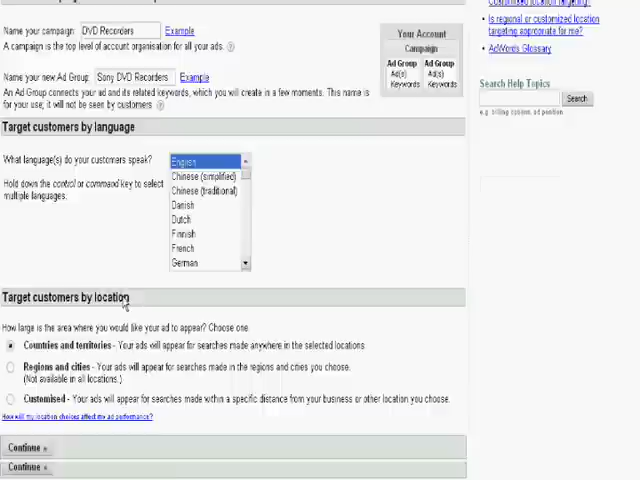 Customised location targeting?
Is regional or customized location
targeting appropriate for me?
AdWords Glossary
Name your campaign: DVD Recorders Example
A campaign is the top level of account organisation for all your ads. (?)
Name your new Ad Group: Sony DVD Recorders Example
An Ad Group connects your ad and its related keywords, which you will create in a few moments. This name is
for your use; it will not be seen by customers (?)
Your Account
Campaign
Ad Group Ad Group
Ad(s) Ad(s)
Keywords Keywords
Search Help Topics
Search
e.g. billing options, ad position
Target customers by language
What language(s) do your customers speak?
Hold down the control or command key to select
multiple languages.
English
Chinese (simplified)
Chinese (traditional)
Danish
Dutch
Finnish
French
German
Target customers by location
How large is the area where you would like your ad to appear? Choose one.
Countries and territories - Your ads will appear for searches made anywhere in the selected locations.
Regions and cities - Your ads will appear for searches made in the regions and cities you choose.
(Not available in all locations.)
Customised - Your ads will appear for searches made within a specific distance from your business or other location you choose.
How will my location choices affect my ad performance?
Continue »
Continue »